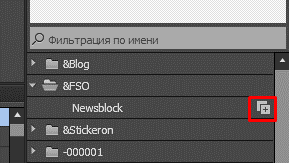 Фильтрация по имени
&Blog
&FSO
Newsblock
&Stickeron
-000001